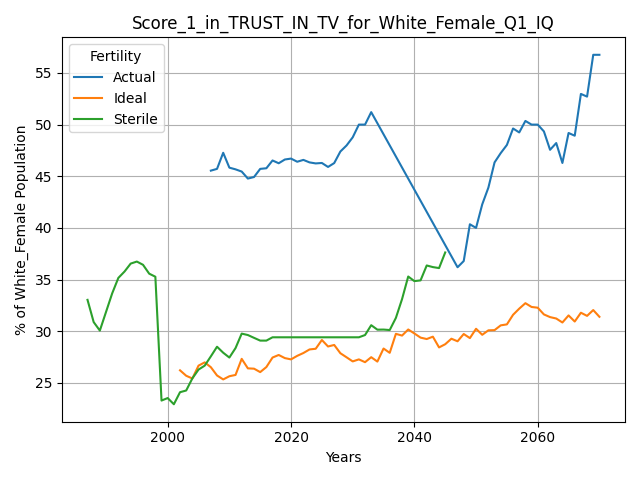 Score_1_in_TRUST_IN_TV_for_White_Female_Q1_IQ
Fertility
Actual
Ideal
Sterile
% of White_Female Population
55
50
45
40
35
30
25
2000
2020
2040
2060
Years